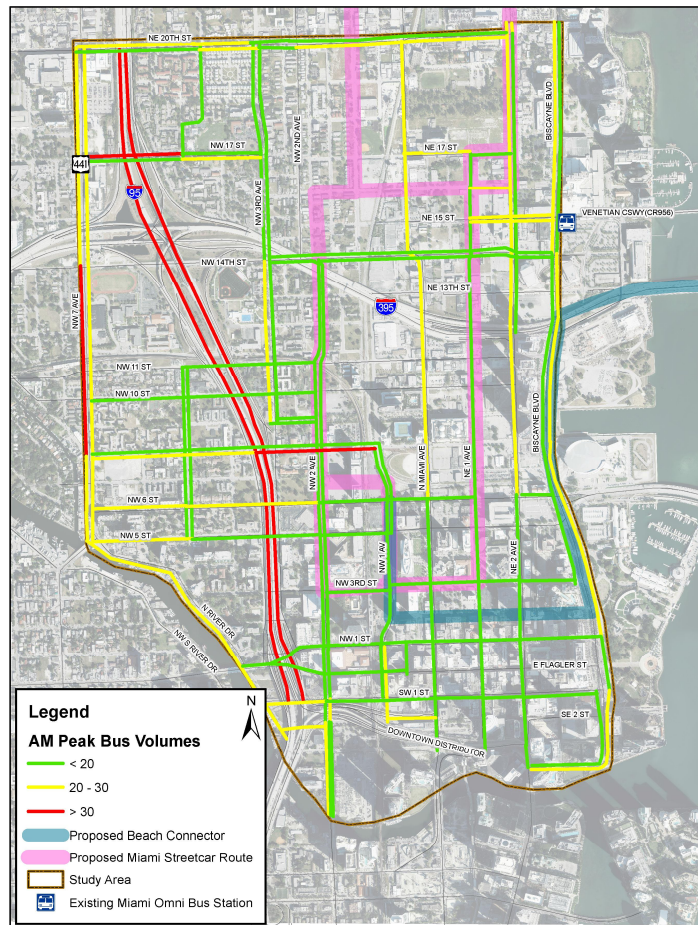 NE 20TH ST
BISCAYNE BLVD
NW 2ND AVE
NW 17 ST
NE 17 ST
441
95
NW 3RD AVE
NE 15 ST
VENETIAN CSWY(CR956)
NW 14TH ST
NE 13TH ST
395
NW 7 AVE
NW 11 ST
NW 10 ST
BISCAYNE BLVD
NW 2 AVE
N MIAMI AVE
NE 1 AVE
NW 6 ST
NW 5 ST
NW 1 AV
NE 2 AVE
NW 3RD ST
N RIVER DR
NW S RIVER DR
NW 1 ST
E FLAGLER ST
SW 1 ST
SE 2 ST
DOWNTOWN DISTRIBUTOR
N
Legend
AM Peak Bus Volumes
< 20
20 - 30
> 30
Proposed Beach Connector
Proposed Miami Streetcar Route
Study Area
Existing Miami Omni Bus Station